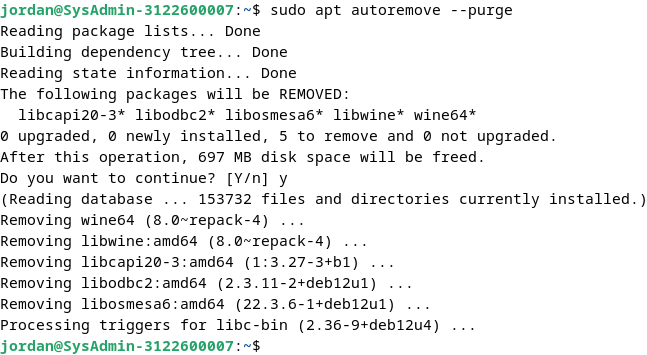 jordan@SysAdmin-3122600007:~$ sudo apt autoremove --purge
Reading package lists... Done
Building dependency tree... Done
Reading state information... Done
The following packages will be REMOVED:
  libcapi20-3* libodbc2* libosmesa6* libwine* wine64*
0 upgraded, 0 newly installed, 5 to remove and 0 not upgraded.
After this operation, 697 MB disk space will be freed.
Do you want to continue? [Y/n] y
(Reading database ... 153732 files and directories currently installed.)
Removing wine64 (8.0~repack-4) ...
Removing libwine:amd64 (8.0~repack-4) ...
Removing libcapi20-3:amd64 (1:3.27-3+b1) ...
Removing libodbc2:amd64 (2.3.11-2+deb12u1) ...
Removing libosmesa6:amd64 (22.3.6-1+deb12u1) ...
Processing triggers for libc-bin (2.36-9+deb12u4) ...
jordan@SysAdmin-3122600007:~$